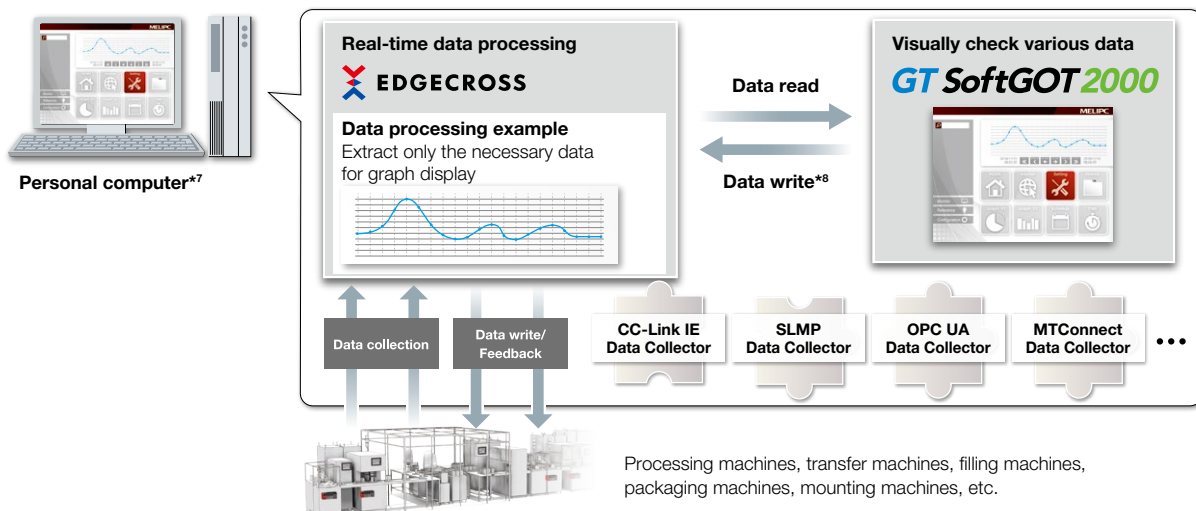 MELIPC
Personal computer*7
Real-time data processing
EDGECROSS
Data processing example
Extract only the necessary data
for graph display
Data read
Data write*8
Visually check various data
GT SoftGOT2000
MELIPC
Setting
Data collection
Data write/
Feedback
CC-Link IE
Data Collector
SLMP
Data Collector
OPC UA
Data Collector
MTConnect
Data Collector
•••
Processing machines, transfer machines, filling machines,
packaging machines, mounting machines, etc.